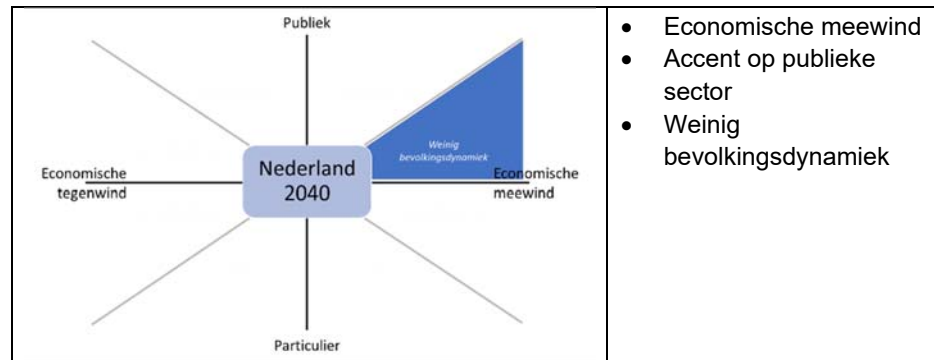 Publiek
Weinig
bevolkingsdynamiek
Economische
tegenwind
Nederland
2040
Economische
meewind
Particulier
• Economische meewind
• Accent op publieke
sector
• Weinig
bevolkingsdynamiek